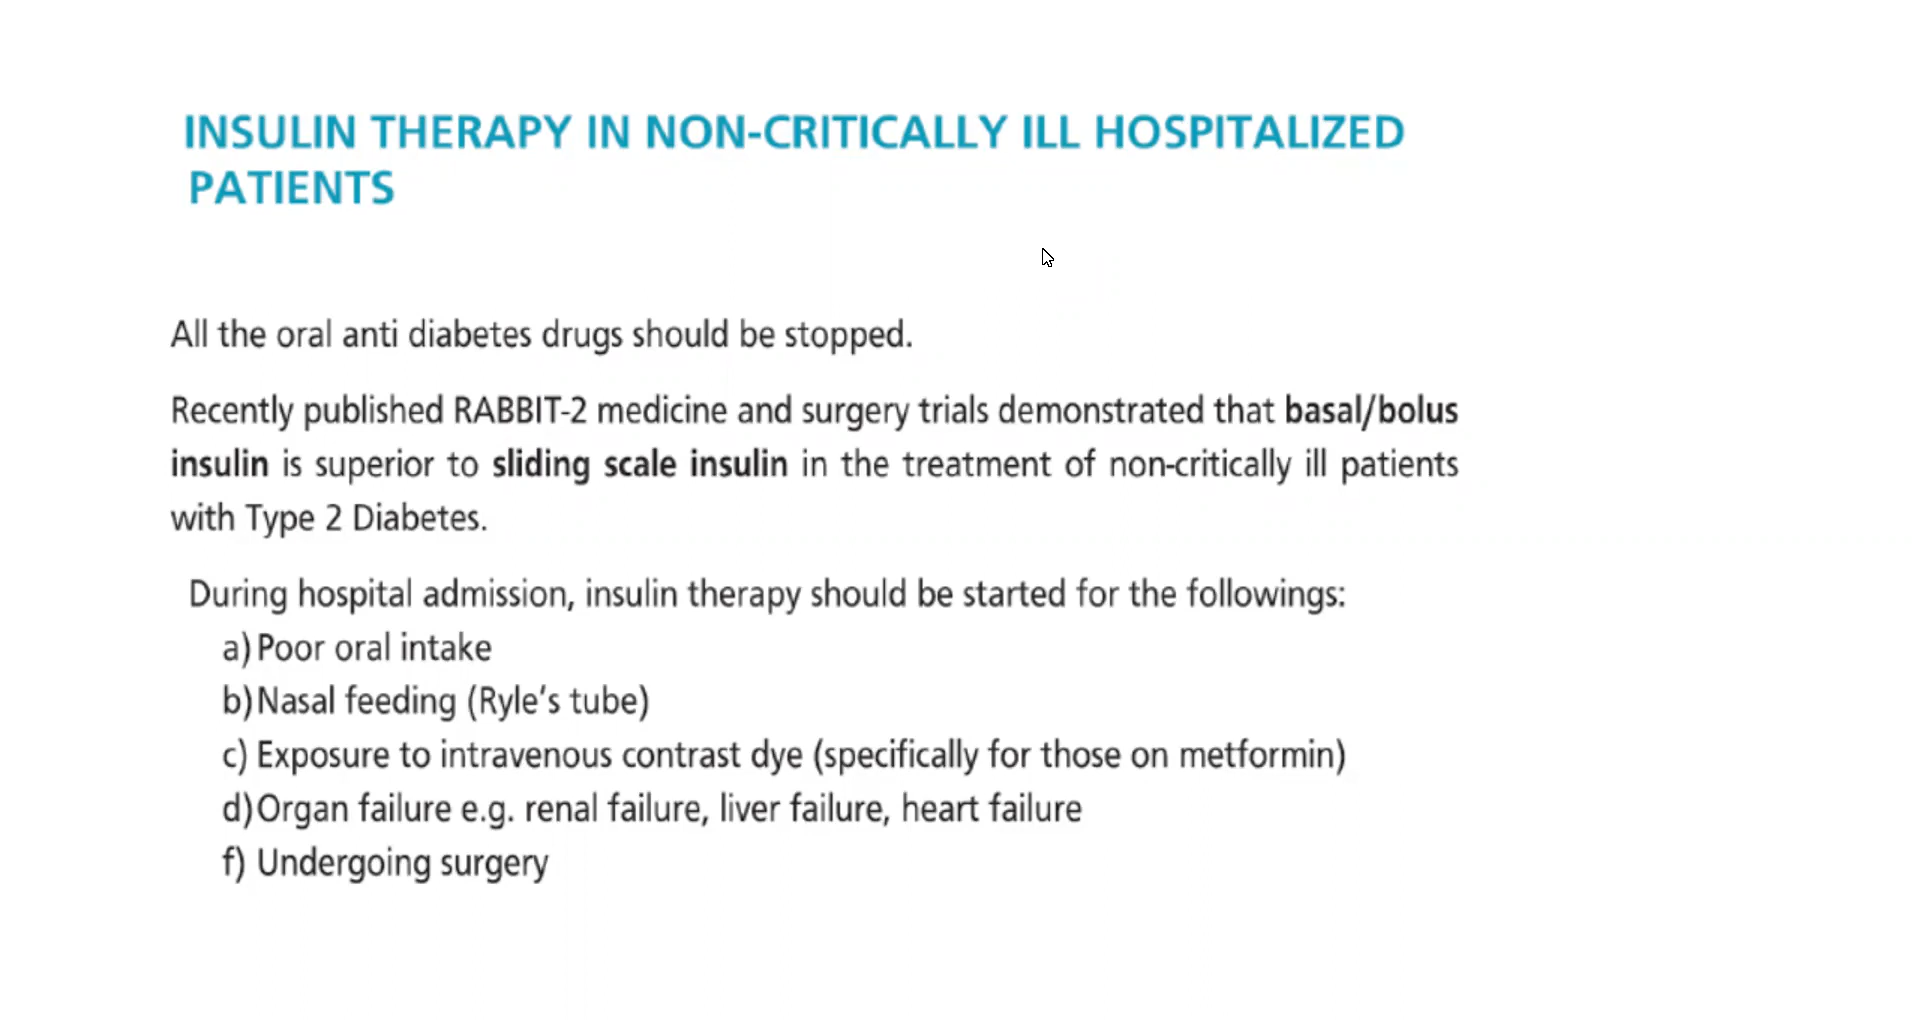 INSULIN THERAPY IN NON-CRITICALLY ILL HOSPITALIZED
PATIENTS
All the oral anti diabetes drugs should be stopped.
Recently published RABBIT-2 medicine and surgery trials demonstrated that basal/bolus
insulin is superior to sliding scale insulin in the treatment of non-critically ill patients
with Type 2 Diabetes.
During hospital admission, insulin therapy should be started for the followings:
a) Poor oral intake
b) Nasal feeding (Ryle's tube)
c) Exposure to intravenous contrast dye (specifically for those on metformin)
d) Organ failure e.g. renal failure, liver failure, heart failure
f) Undergoing surgery